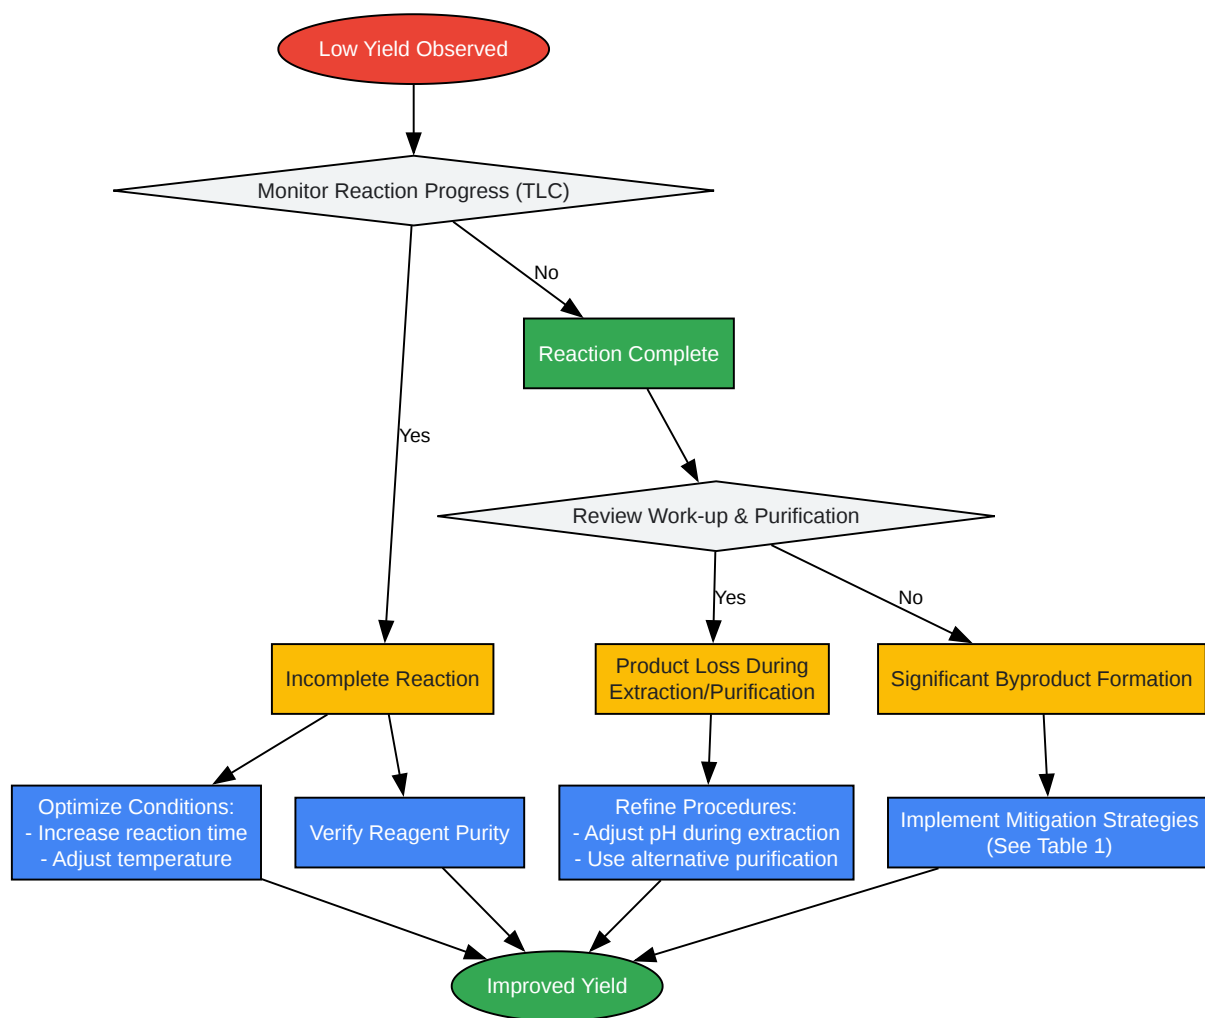 Low Yield Observed
Monitor Reaction Progress (TLC)
No
Reaction Complete
Yes
Review Work-up & Purification
Yes
No
Incomplete Reaction
Product Loss During
Extraction/Purification
Significant Byproduct Formation
Optimize Conditions:
- Increase reaction time
- Adjust temperature
Verify Reagent Purity
Refine Procedures:
- Adjust pH during extraction
- Use alternative purification
Implement Mitigation Strategies
(See Table 1)
Improved Yield